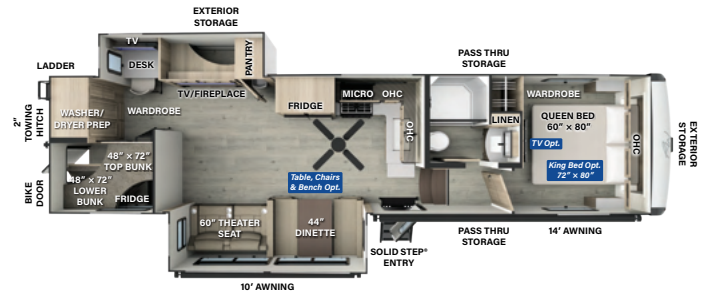 EXTERIOR
STORAGE
TV
DESK
PANTRY
TV/FIREPLACE
LADDER
2"
TOWING
HITCH
WASHER/
DRYER PREP
WARDROBE
48" × 72"
TOP BUNK
48" × 72"
LOWER
BUNK
FRIDGE
BIKE
DOOR
FRIDGE
MICRO
OHC
OHC
Table, Chairs
& Bench Opt.
60" THEATER
SEAT
44"
DINETTE
10' AWNING
SOLID STEP®
ENTRY
PASS THRU
STORAGE
LINEN
WARDROBE
QUEEN BED
60" × 80"
TV Opt.
King Bed Opt.
72" × 80"
OHC
EXTERIOR
STORAGE
PASS THRU
STORAGE
14' AWNING